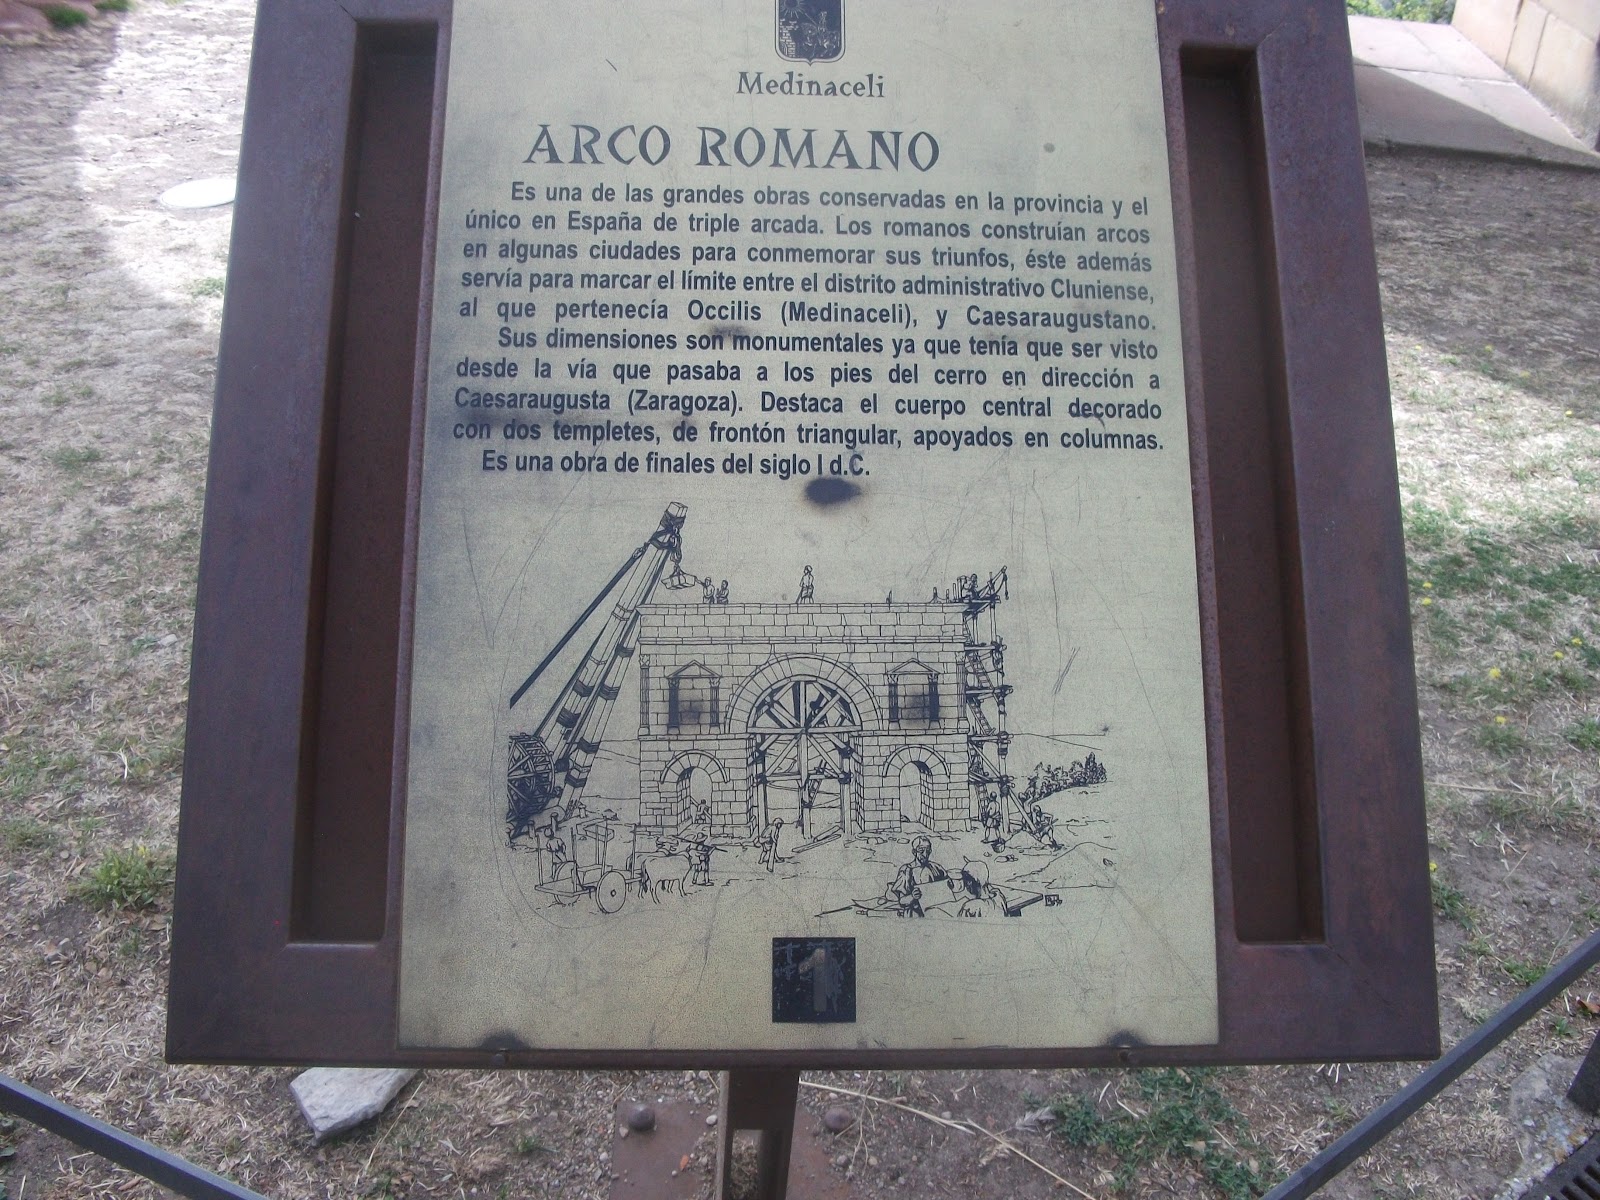 Medinaceli
ARCO ROMANO
Es una de las grandes obras conservadas en la provincia y el
único en España de triple arcada. Los romanos construían arcos
en algunas ciudades para conmemorar sus triunfos, éste además
servía para marcar el límite entre el distrito administrativo Cluniense,
al que pertenecía Occilis (Medinaceli), y Caesaraugustano.
Sus dimensiones son monumentales ya que tenía que ser visto
desde la vía que pasaba a los pies del cerro en dirección a
Caesaraugusta (Zaragoza). Destaca el cuerpo central decorado
con dos templetes, de frontón triangular, apoyados en columnas.
Es una obra de finales del siglo I d.C.
1